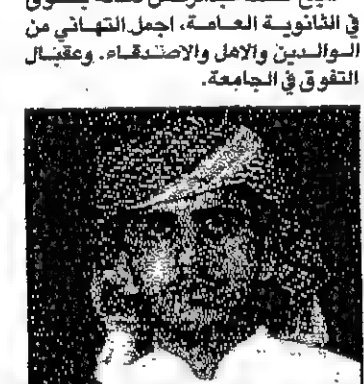 في الثانوية العامة، اجمل التهاني من
الوالدين والاهل والاصدقاء. وعقبال
التفوق في الجامعة.